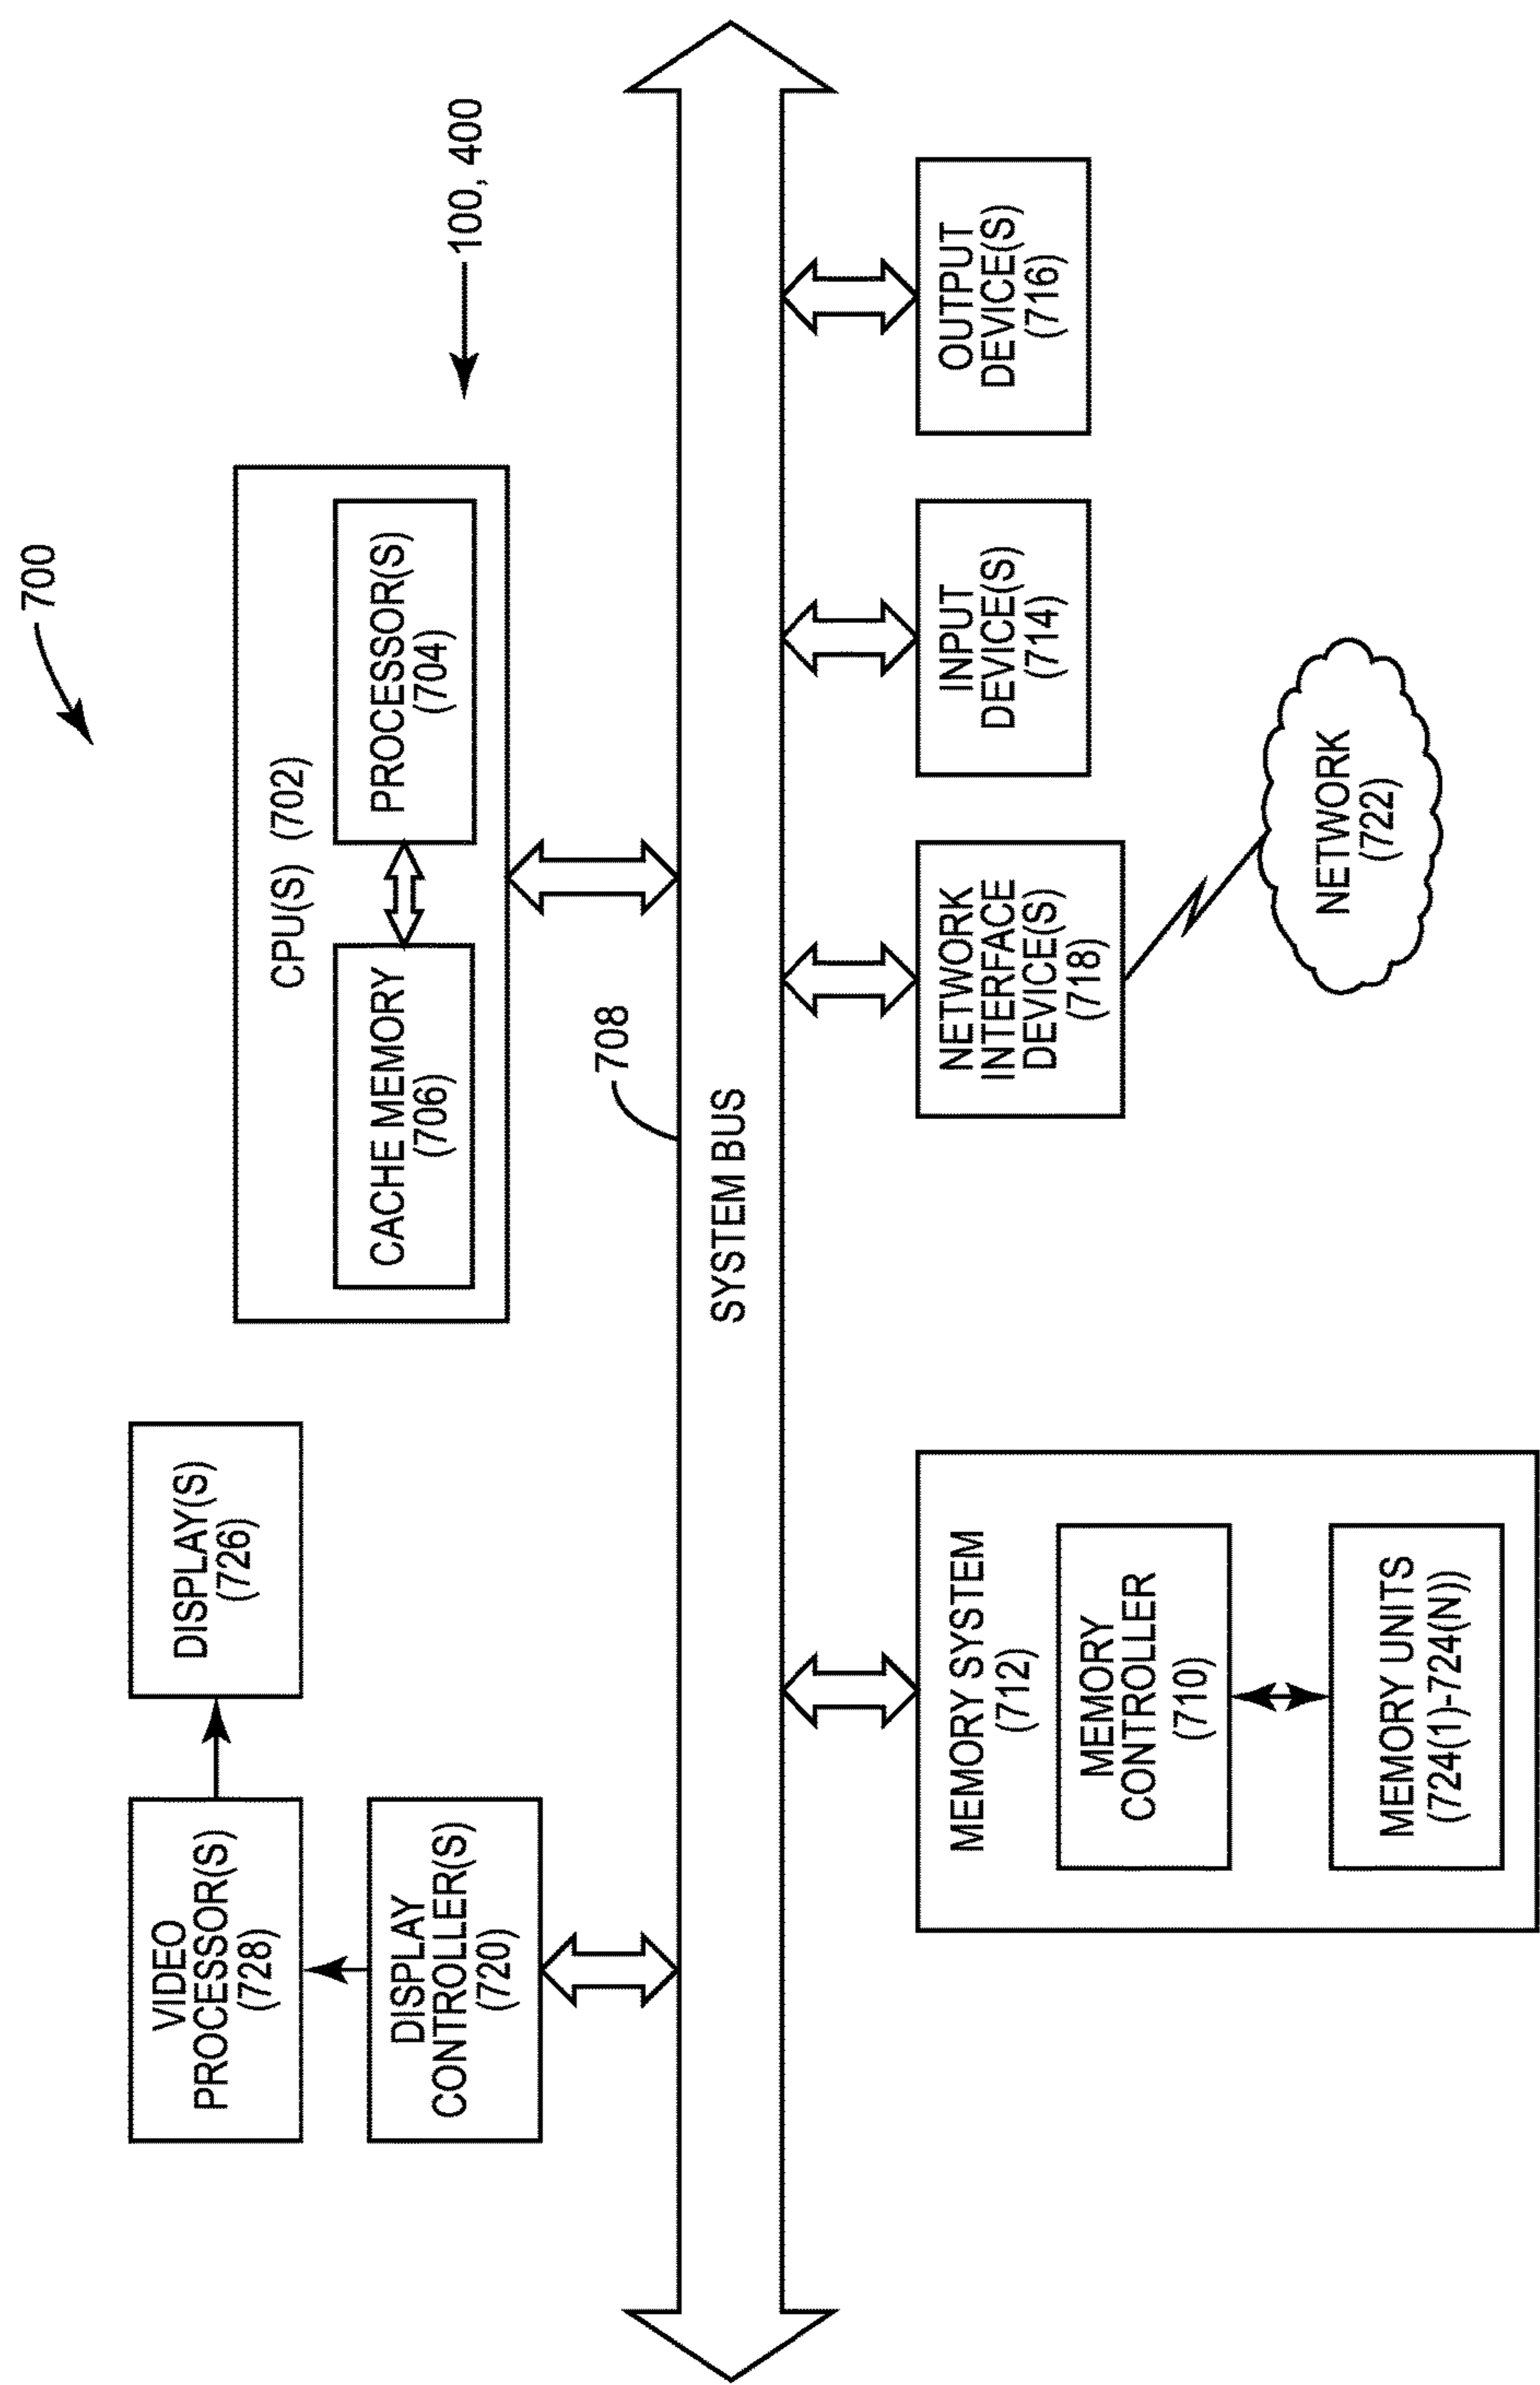 700
VIDEO
PROCESSOR(S)
(728)
DISPLAY(S)
(726)
CPU(S) (702)
DISPLAY
CONTROLLER(S)
(720)
CACHE MEMORY
(706)
PROCESSOR(S)
(704)
100, 400
708
SYSTEM BUS
MEMORY SYSTEM
(712)
MEMORY
CONTROLLER
(710)
MEMORY UNITS
(724(1)-724(N))
NETWORK
INTERFACE
DEVICE(S)
(718)
INPUT
DEVICE(S)
(714)
OUTPUT
DEVICE(S)
(716)
NETWORK
(722)